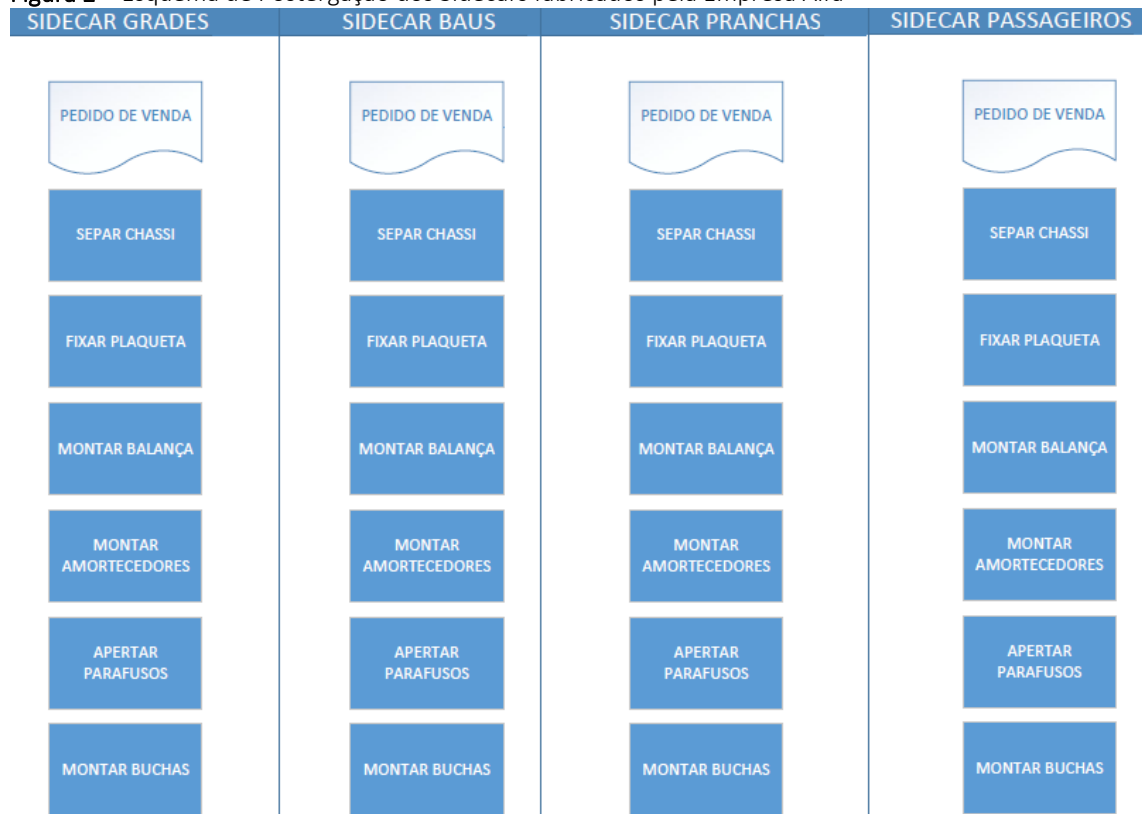 SIDECAR GRADES SIDECAR BAUS SIDECAR PRANCHAS SIDECAR PASSAGEIROS
PEDIDO DE VENDA PEDIDO DE VENDA PEDIDO DE VENDA PEDIDO DE VENDA
SEPAR CHASSI SEPAR CHASSI SEPAR CHASSI SEPAR CHASSI
FIXAR PLAQUETA FIXAR PLAQUETA FIXAR PLAQUETA FIXAR PLAQUETA
MONTAR BALANÇA MONTAR BALANÇA MONTAR BALANÇA MONTAR BALANÇA
MONTAR MONTAR MONTAR MONTAR
AMORTECEDORES AMORTECEDORES AMORTECEDORES AMORTECEDORES
APERTAR APERTAR APERTAR APERTAR
PARAFUSOS PARAFUSOS PARAFUSOS PARAFUSOS
MONTAR BUCHAS MONTAR BUCHAS MONTAR BUCHAS MONTAR BUCHAS